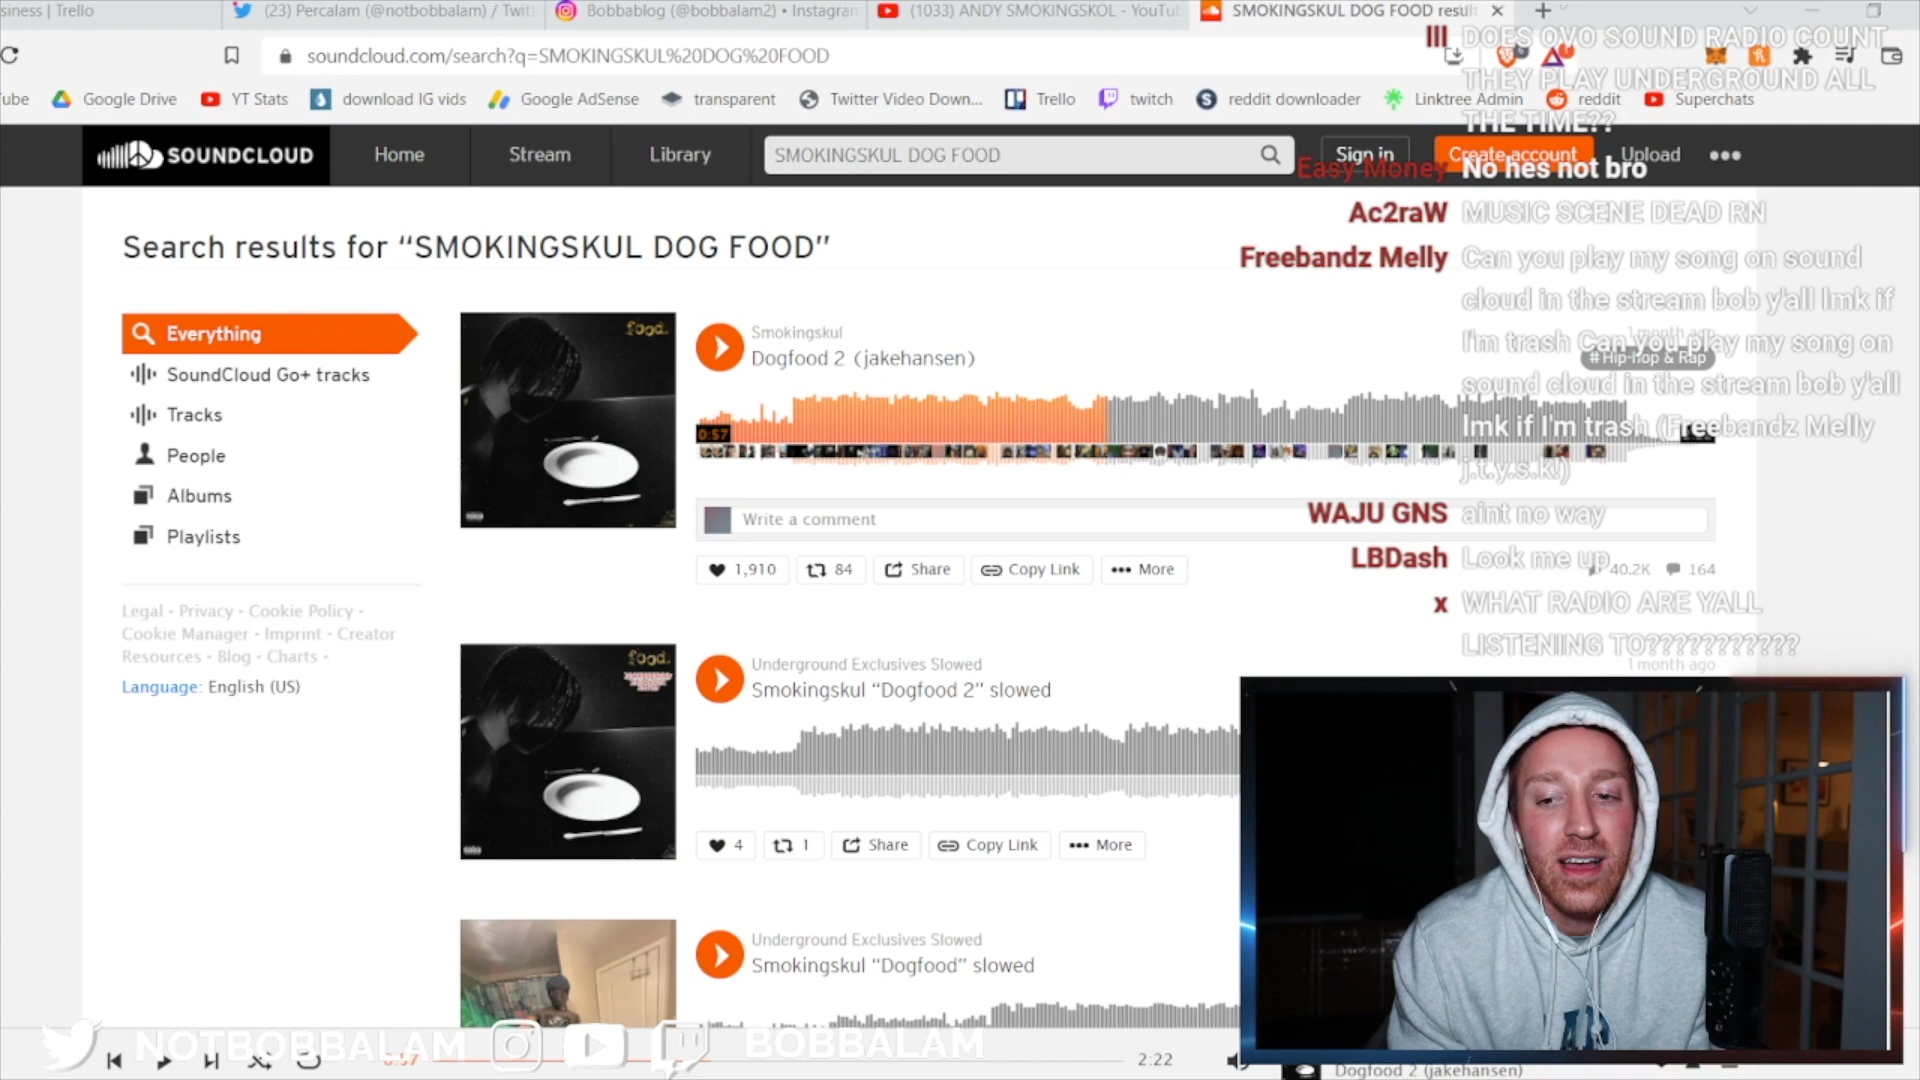 siness | Trello
(23) Percalam (@notbobbalam) / Twit
Bobbablog (@bobbalam2) • Instagran
(1033) ANDY SMOKINGSKOL - YouTu
SMOKINGSKUL DOG FOOD result
soundcloud.com/search?q=SMOKINGSKUL%20DOG%20FOOD
ube
Google Drive
YT Stats
download IG vids
Google AdSense
transparent
Twitter Video Down...
Trello
twitch
reddit downloader
Linktree Admin
reddit
Superchats
lll DOES OVO SOUND RADIO COUNT
THEY PLAY UNDERGROUND ALL
THE TIME??
SOUNDCLOUD
Home
Stream
Library
SMOKINGSKUL DOG FOOD
Sign in
Create account
Upload
Easy Money No hes not bro
Ac2raW MUSIC SCENE DEAD RN
Freebandz Melly Can you play my song on sound
cloud in the stream bob y'all lmk if
I'm trash Can you play my song on
sound cloud in the stream bob y'all
lmk if I'm trash (Freebandz Melly
j.t.y.s.k!)
WAJU GNS aint no way
LBDash Look me up
x WHAT RADIO ARE YALL
LISTENING TO???????????
Search results for “SMOKINGSKUL DOG FOOD”
Everything
SoundCloud Go+ tracks
Tracks
People
Albums
Playlists
Legal - Privacy - Cookie Policy -
Cookie Manager - Imprint - Creator
Resources - Blog - Charts -
Language: English (US)
food.
Smokingskul
Dogfood 2 (jakehansen)
1 month ago
# Hip-hop & Rap
0:57
Write a comment
1,910
84
Share
Copy Link
More
40.2K
164
food.
Underground Exclusives Slowed
Smokingskul “Dogfood 2” slowed
1 month ago
4
1
Share
Copy Link
More
Underground Exclusives Slowed
Smokingskul “Dogfood” slowed
NOTBOBBALAM
BOBBALAM
0:57
2:22
Dogfood 2 (jakehansen)